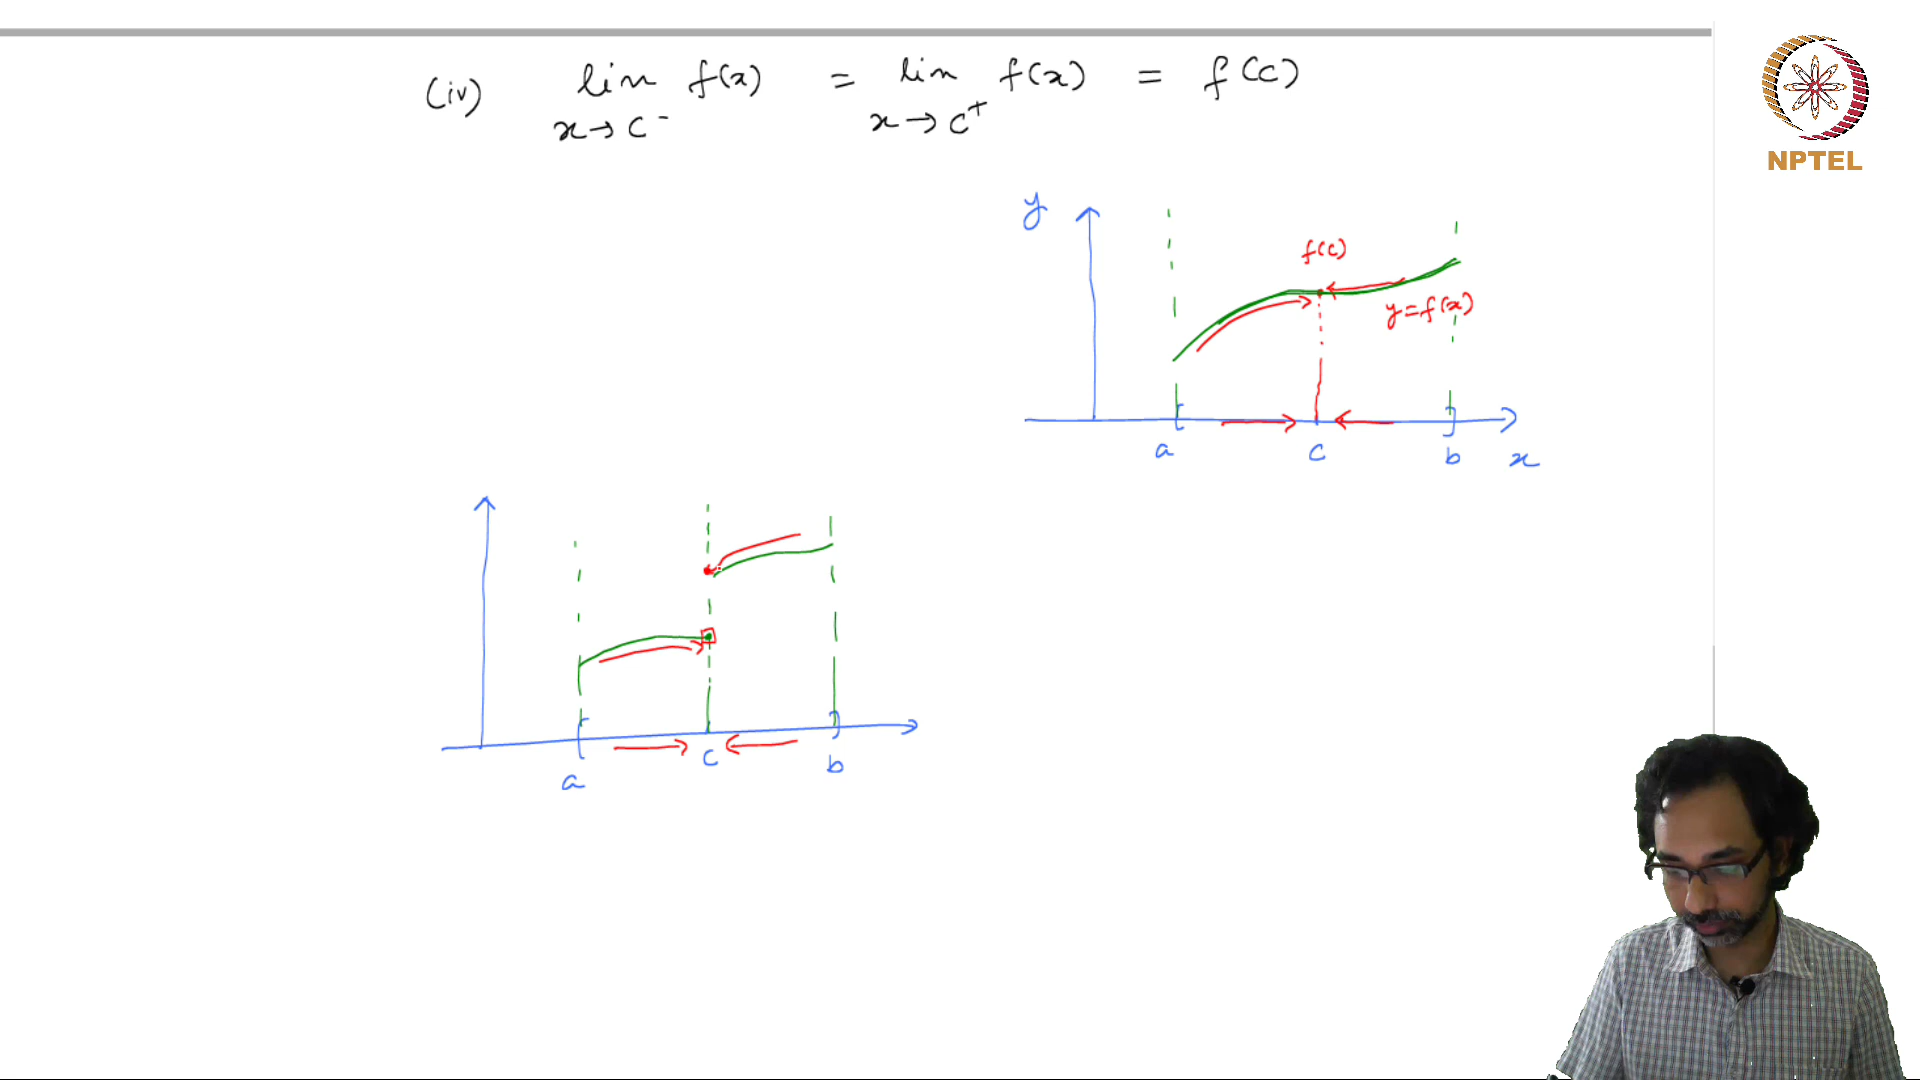 (iv) lim f(x) = lim f(x) = f(c)
x→c⁻ x→c⁺
NPTEL
y
f(c)
y=f(x)
a c b x
a c b